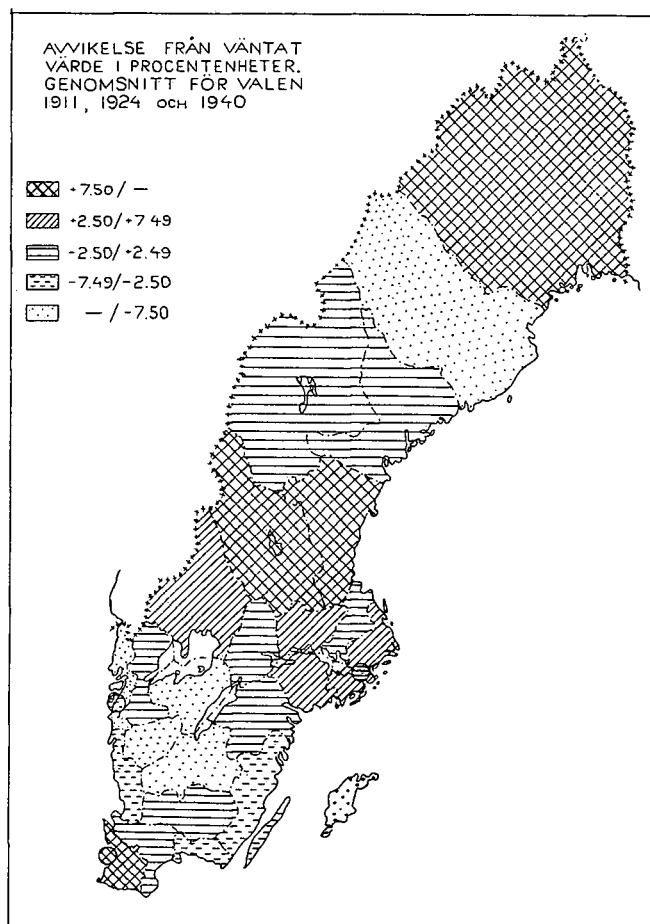 AVVIKELSE FRÅN VÄNTAT
VÄRDE I PROCENTENHETER.
GENOMSNITT FÖR VALEN
1911, 1924 OCH 1940
+7.50/—
+2.50/+7 49
-2.50/+2.49
-7.49/-2.50
—/-7.50